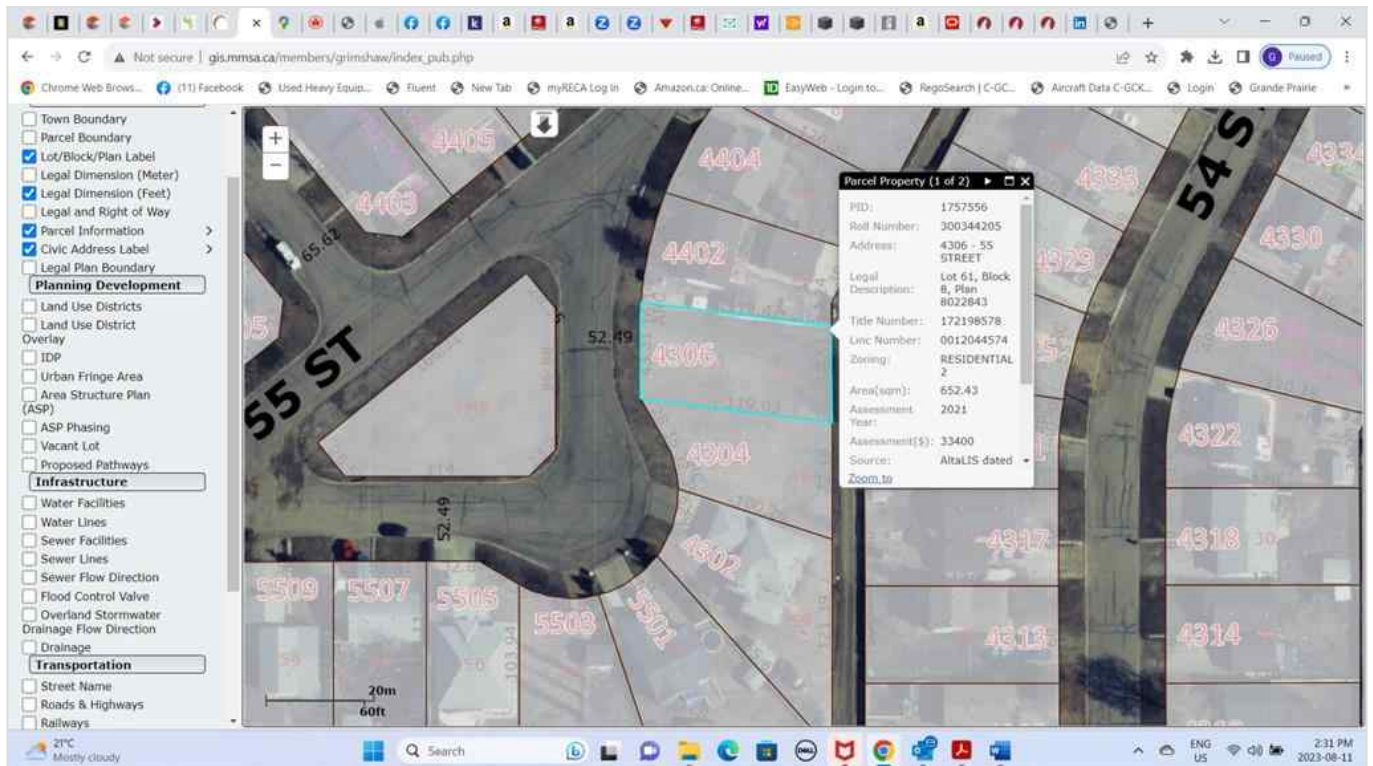 Not secure | gis.mmsa.ca/members/grimshaw/index_pub.php
G Paused
Chrome Web Brows... (11) Facebook Used Heavy Equip... Fluent New Tab myRECA Log In Amazon.ca: Online... EasyWeb - Login to... RegoSearch | C-GC... Aircraft Data C-GCK... Login Grande Prairie »
Town Boundary
Parcel Boundary
Lot/Block/Plan Label
Legal Dimension (Meter)
Legal Dimension (Feet)
Legal and Right of Way
Parcel Information
Civic Address Label
Legal Plan Boundary
Planning Development
Land Use Districts
Land Use District
Overlay
IDP
Urban Fringe Area
Area Structure Plan
(ASP)
ASP Phasing
Vacant Lot
Proposed Pathways
Infrastructure
Water Facilities
Water Lines
Sewer Facilities
Sewer Lines
Sewer Flow Direction
Flood Control Valve
Overland Stormwater
Drainage Flow Direction
Drainage
Transportation
Street Name
Roads & Highways
Railways
+
−
4405
4404
4403
65.62
4402
54 ST
4333
4334
4330
4329
4326
52.49
4306
55 ST
119.03
4304
4322
52.49
4302
4317
4318
5509
5507
5505
5503
5501
103.94
4313
4314
20m
60ft
Parcel Property (1 of 2)
PID: 1757556
Roll Number: 300344205
Address: 4306 - 55
STREET
Legal Lot 61, Block
Description: 8, Plan
8022843
Title Number: 172198578
Linc Number: 0012044574
Zoning: RESIDENTIAL
2
Area(sqm): 652.43
Assessment 2021
Year:
Assessment($): 33400
Source: AltaLIS dated
Zoom to
21°C
Mostly cloudy
Search
ENG
US
2:31 PM
2023-08-11